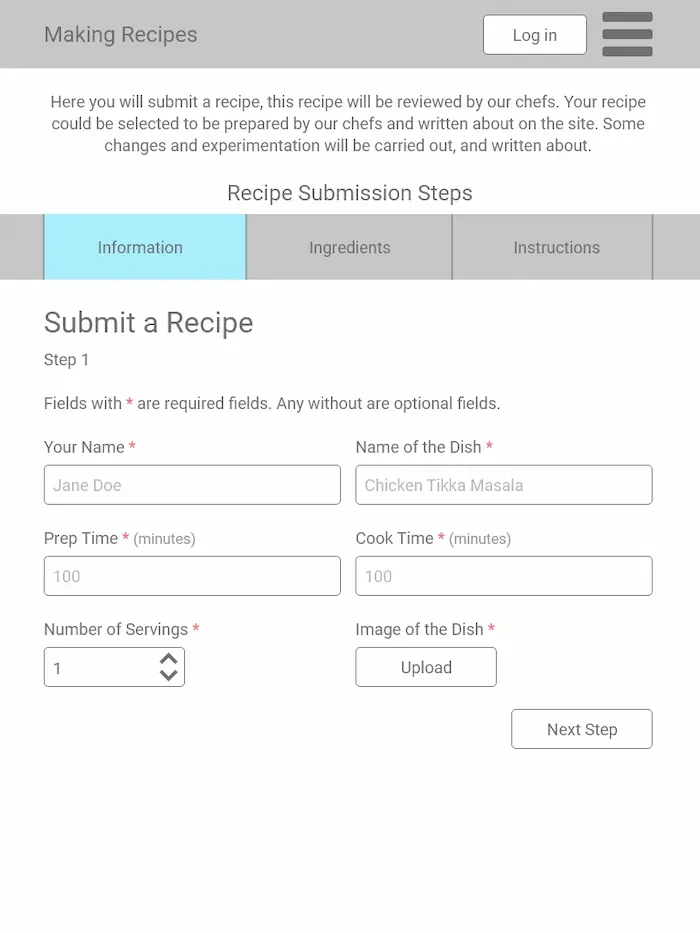 Making Recipes
Log in
Here you will submit a recipe, this recipe will be reviewed by our chefs. Your recipe
could be selected to be prepared by our chefs and written about on the site. Some
changes and experimentation will be carried out, and written about.
Recipe Submission Steps
Information
Ingredients
Instructions
Submit a Recipe
Step 1
Fields with * are required fields. Any without are optional fields.
Your Name *
Name of the Dish *
Jane Doe
Chicken Tikka Masala
Prep Time * (minutes)
Cook Time * (minutes)
100
100
Number of Servings *
Image of the Dish *
1
Upload
Next Step